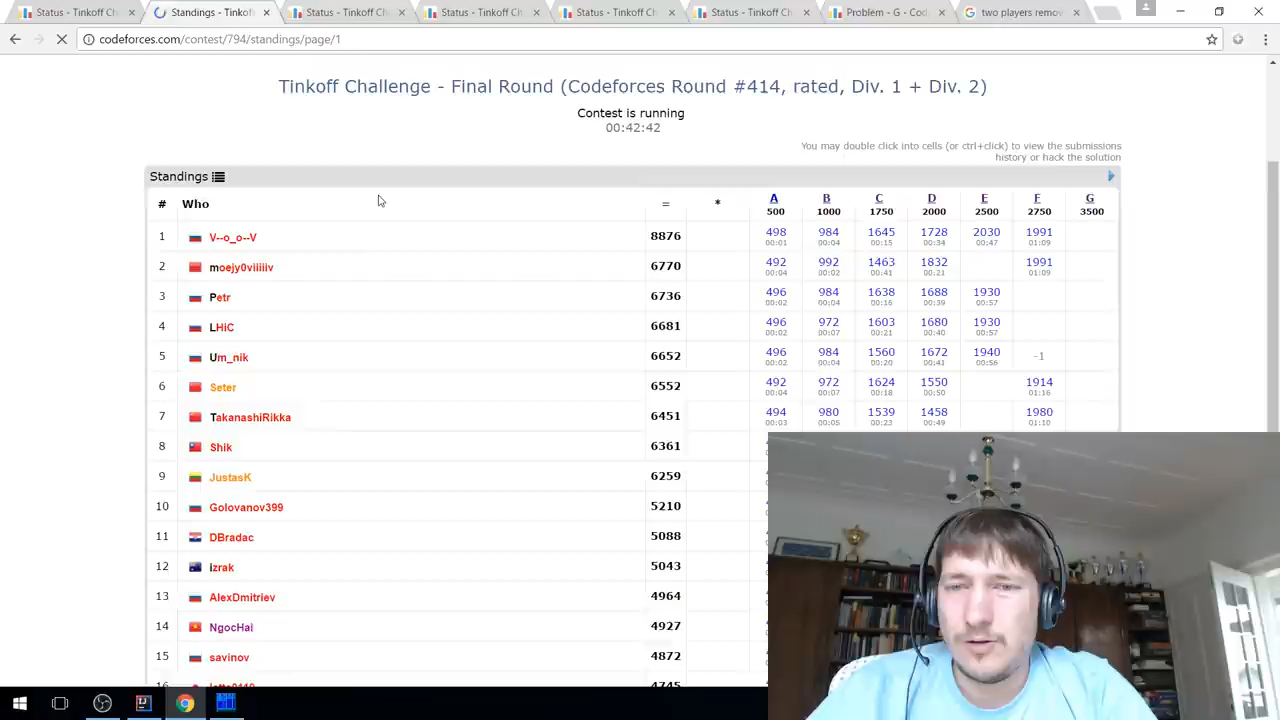 Status - Tinkoff Ch
Standings - Tinkoff
Status - Tinkoff Ch
Status - Tinkoff Ch
Status - Tinkoff Ch
Status - Tinkoff Ch
Problem - G - Cod
two players remov
codeforces.com/contest/794/standings/page/1
Tinkoff Challenge - Final Round (Codeforces Round #414, rated, Div. 1 + Div. 2)
Contest is running
00:42:42
You may double click into cells (or ctrl+click) to view the submissions
history or hack the solution
Standings
# Who = * A B C D E F G
500 1000 1750 2000 2500 2750 3500
1 V--o_o--V 8876 498 984 1645 1728 2030 1991
00:01 00:04 00:15 00:34 00:47 01:09
2 moejy0viiiiiv 6770 492 992 1463 1832 1991
00:04 00:02 00:41 00:21 01:09
3 Petr 6736 496 984 1638 1688 1930
00:02 00:04 00:16 00:39 00:57
4 LHiC 6681 496 972 1603 1680 1930
00:02 00:07 00:21 00:40 00:57
5 Um_nik 6652 496 984 1560 1672 1940 -1
00:02 00:04 00:20 00:41 00:56
6 Seter 6552 492 972 1624 1550 1914
00:04 00:07 00:18 00:50 01:16
7 TakanashiRikka 6451 494 980 1539 1458 1980
00:03 00:05 00:23 00:49 01:10
8 Shik 6361
9 JustasK 6259
10 Golovanov399 5210
11 DBradac 5088
12 Izrak 5043
13 AlexDmitriev 4964
14 NgocHai 4927
15 savinov 4872
16 4745